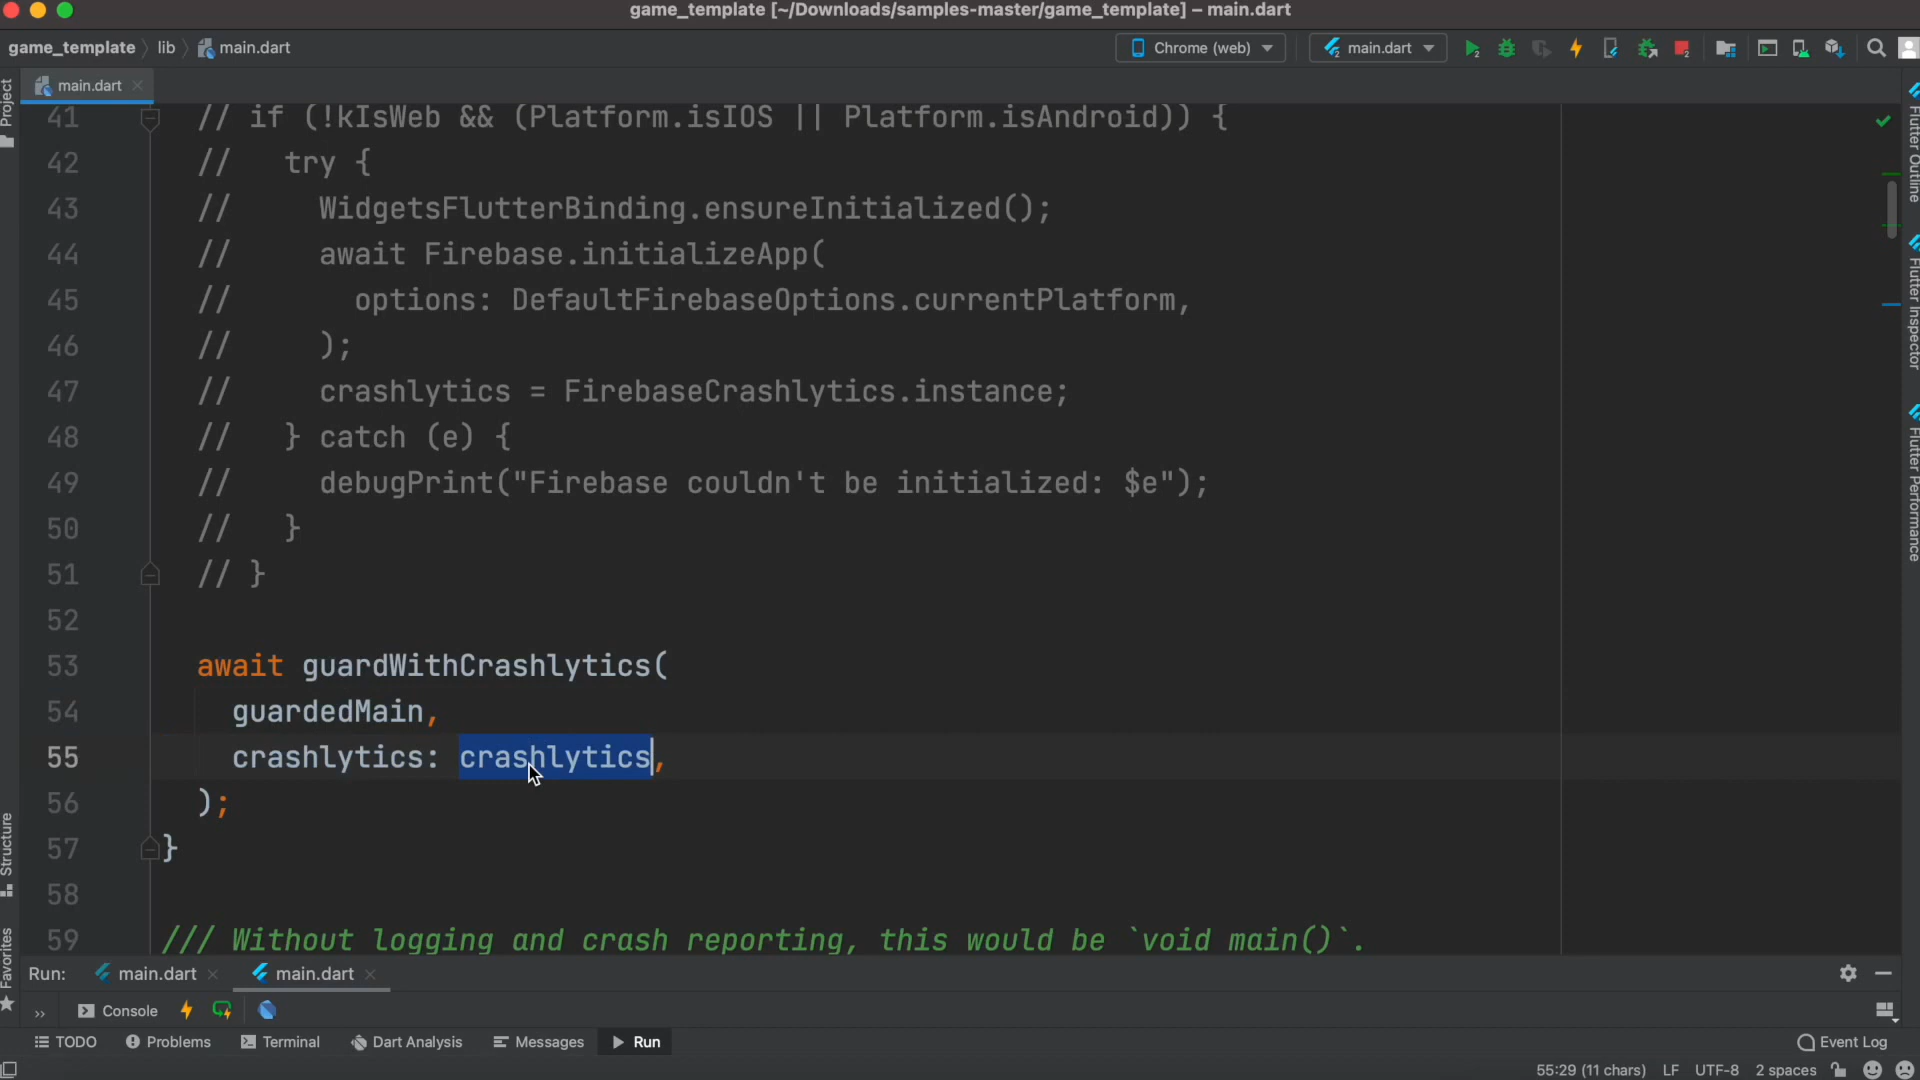 game_template [~/Downloads/samples-master/game_template] – main.dart
game_template lib main.dart Chrome (web) main.dart
main.dart
Project
41 // if (!kIsWeb && (Platform.isIOS || Platform.isAndroid)) {
42 //   try {
43 //     WidgetsFlutterBinding.ensureInitialized();
44 //     await Firebase.initializeApp(
45 //       options: DefaultFirebaseOptions.currentPlatform,
46 //     );
47 //     crashlytics = FirebaseCrashlytics.instance;
48 //   } catch (e) {
49 //     debugPrint("Firebase couldn't be initialized: $e");
50 //   }
51 // }
52
53 await guardWithCrashlytics(
54 guardedMain,
55 crashlytics: crashlytics,
56 );
57 }
58
59 /// Without logging and crash reporting, this would be `void main()`.
Flutter Outline
Flutter Inspector
Flutter Performance
Structure
Favorites
Run: main.dart main.dart
Console
TODO Problems Terminal Dart Analysis Messages Run Event Log
55:29 (11 chars) LF UTF-8 2 spaces